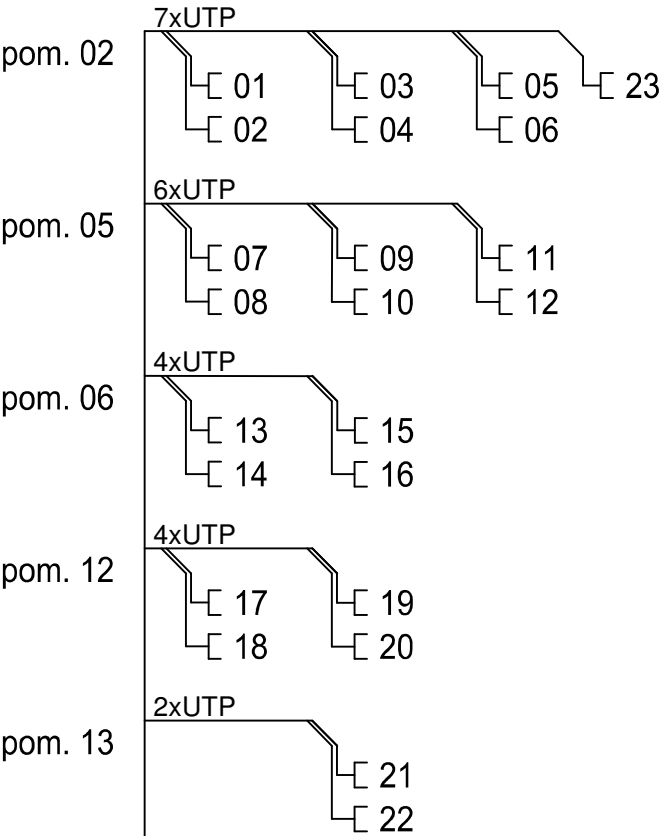 7xUTP
pom. 02
01 03 05 23
02 04 06
6xUTP
pom. 05
07 09 11
08 10 12
4xUTP
pom. 06
13 15
14 16
4xUTP
pom. 12
17 19
18 20
2xUTP
pom. 13
21
22